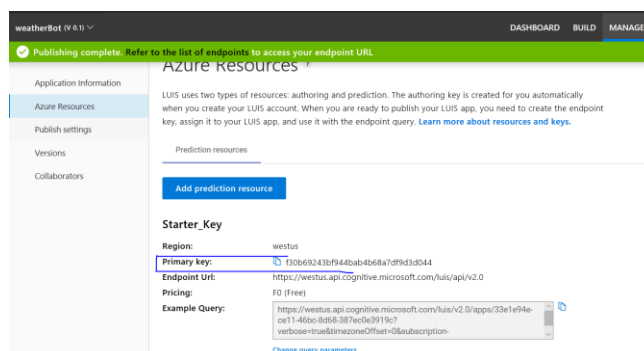 weatherBot (V 0.1)
DASHBOARD BUILD MANAGE
Publishing complete. Refer to the list of endpoints to access your endpoint URL
Azure Resources ?
Application Information
Azure Resources
Publish settings
Versions
Collaborators
LUIS uses two types of resources: authoring and prediction. The authoring key is created for you automatically
when you create your LUIS account. When you are ready to publish your LUIS app, you need to create the endpoint
key, assign it to your LUIS app, and use it with the endpoint query. Learn more about resources and keys.
Prediction resources
Add prediction resource
Starter_Key
Region: westus
Primary key: f30b69243bf944bab4b68a7df9d3d044
Endpoint Url: https://westus.api.cognitive.microsoft.com/luis/api/v2.0
Pricing: F0 (Free)
Example Query: https://westus.api.cognitive.microsoft.com/luis/v2.0/apps/33e1e94e-
ce11-46bc-8d68-387ec0e3919c?
verbose=true&timezoneOffset=0&subscription-
Change query parameters